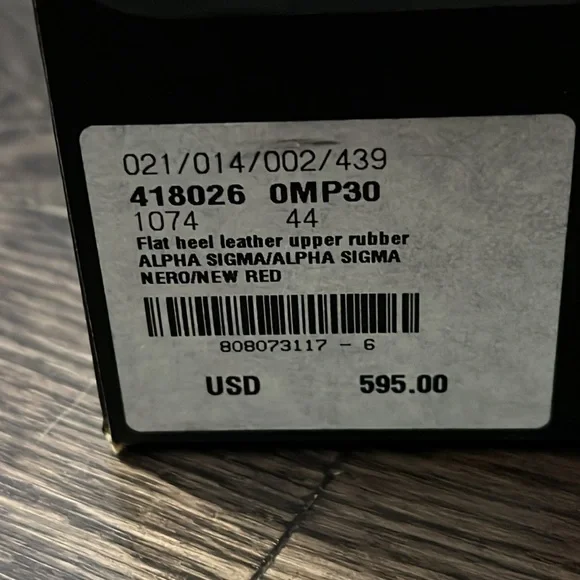 021/014/002/439
418026 0MP30
1074 44
Flat heel leather upper rubber
ALPHA SIGMA/ALPHA SIGMA
NERO/NEW RED
808073117 - 6
USD 595.00